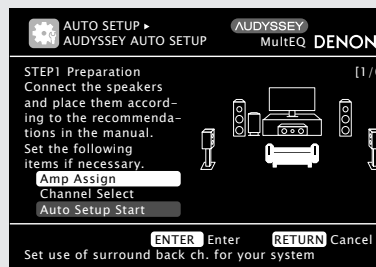 AUTO SETUP ▸
AUDYSSEY AUTO SETUP
AUDYSSEY
MultEQ
DENON
STEP1 Preparation
[1/
Connect the speakers
and place them accord-
ing to the recommenda-
tions in the manual.
Set the following
items if necessary.
Amp Assign
Channel Select
Auto Setup Start
ENTER Enter RETURN Cancel
Set use of surround back ch. for your system